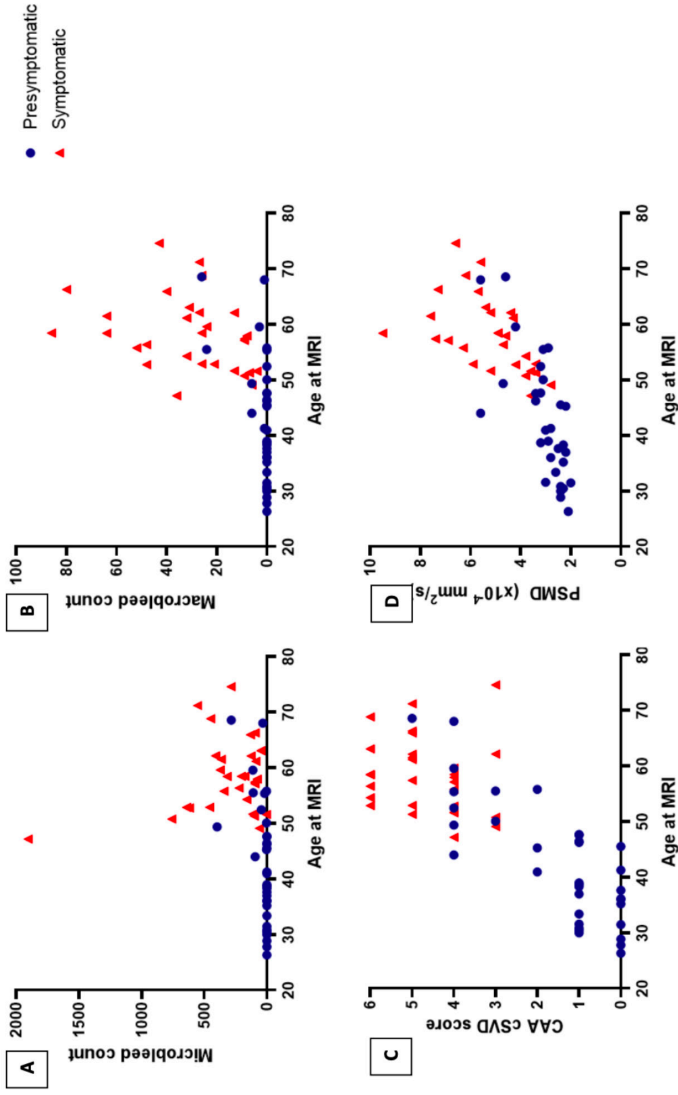 A
Microbleed count
2000
1500
1000
500
0
20 30 40 50 60 70 80
Age at MRI
B
Macrobleed count
100
80
60
40
20
0
20 30 40 50 60 70 80
Age at MRI
Presymptomatic
Symptomatic
C
CAA cSVD score
6
5
4
3
2
1
0
20 30 40 50 60 70 80
Age at MRI
D
PSMD (x10⁻⁴ mm²/s)
10
8
6
4
2
0
20 30 40 50 60 70 80
Age at MRI